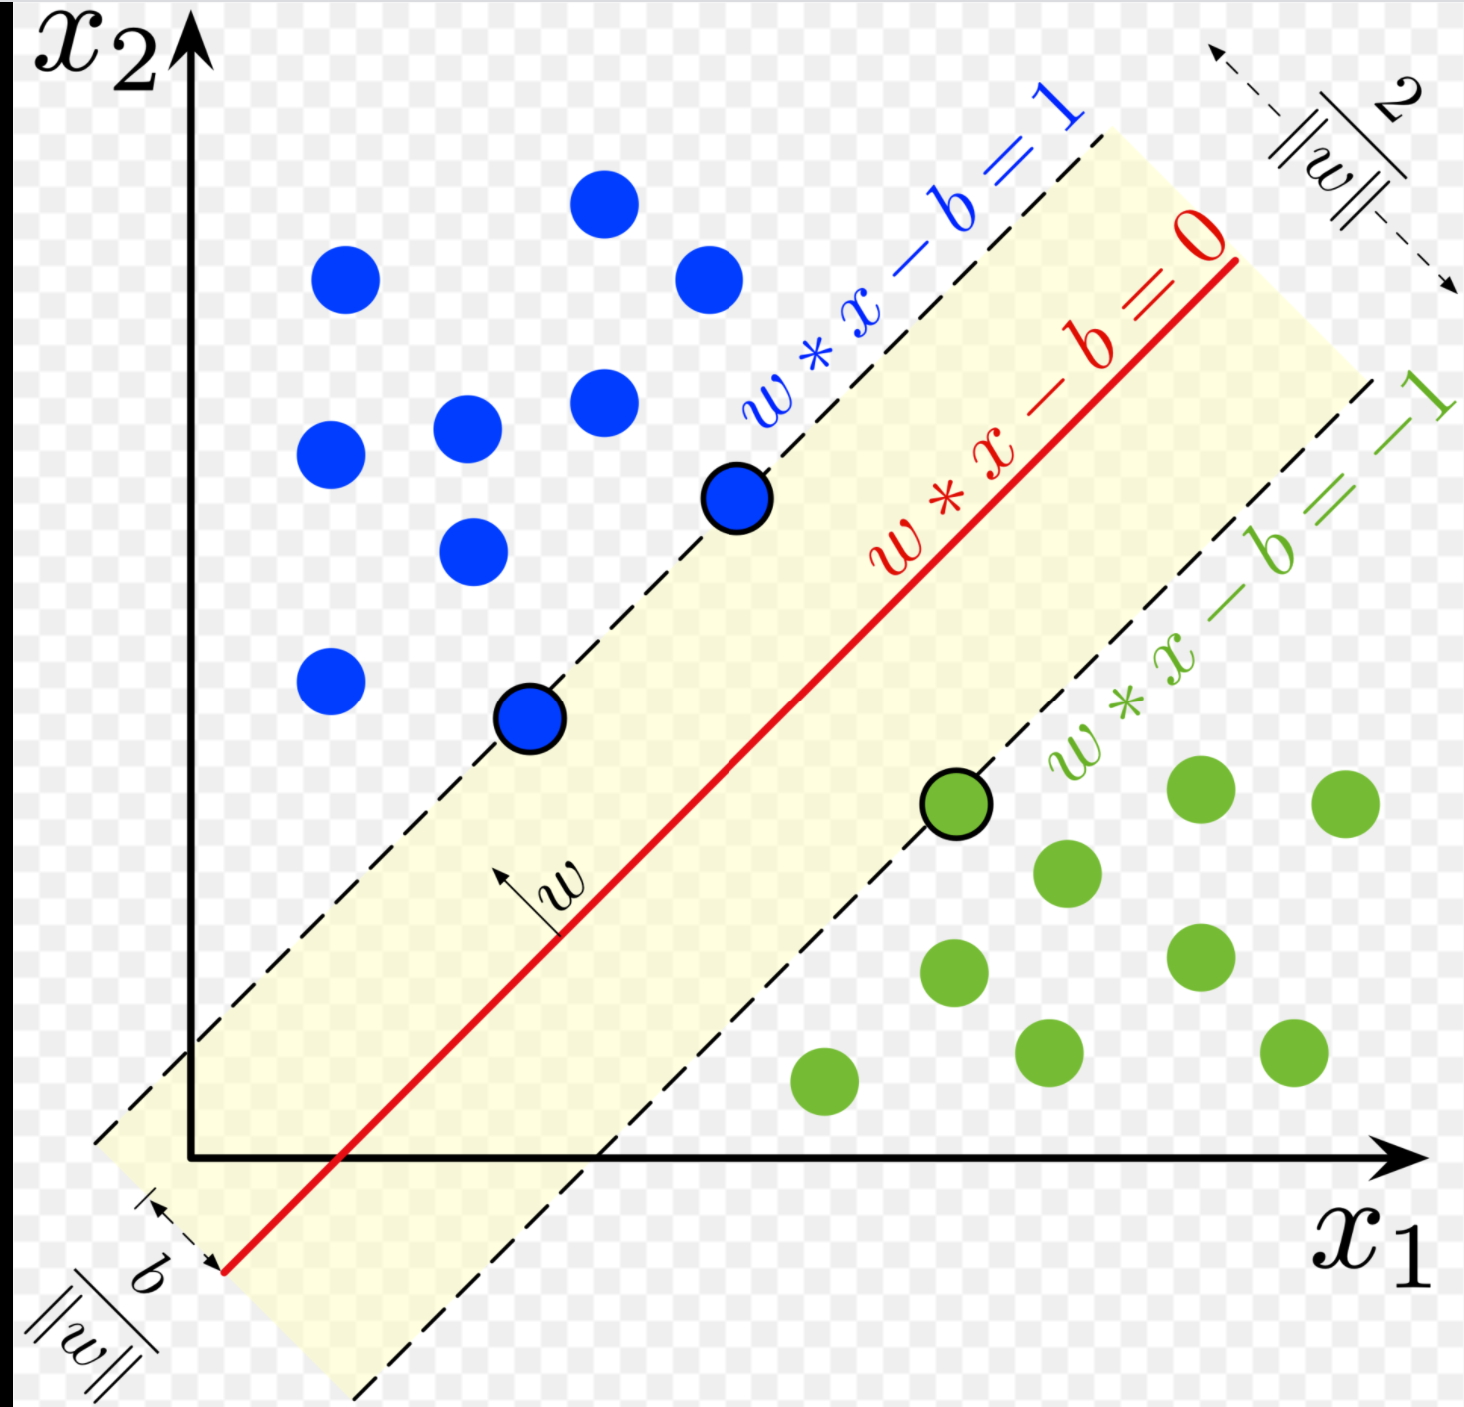 x₂
w * x − b = 1
2/||w||
w * x − b = 0
w * x − b = −1
w
x₁
b/||w||